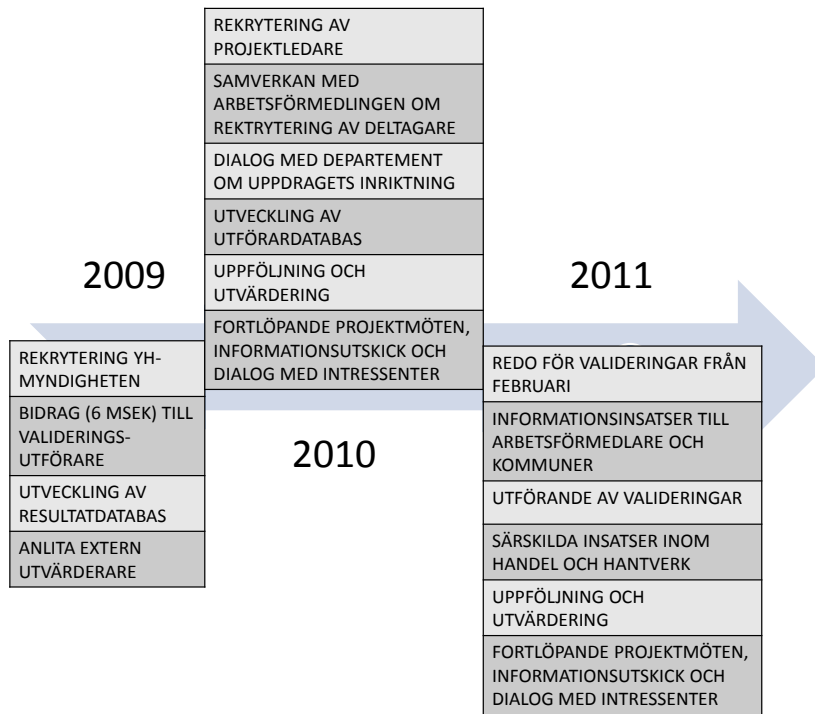 2009
REKRYTERING YH-
MYNDIGHETEN
BIDRAG (6 MSEK) TILL
VALIDERINGS-
UTFÖRARE
UTVECKLING AV
RESULTATDATABAS
ANLITA EXTERN
UTVÄRDERARE
REKRYTERING AV
PROJEKTLEDARE
SAMVERKAN MED
ARBETSFÖRMEDLINGEN OM
REKTRYTERING AV DELTAGARE
DIALOG MED DEPARTEMENT
OM UPPDRAGETS INRIKTNING
UTVECKLING AV
UTFÖRARDATABAS
UPPFÖLJNING OCH
UTVÄRDERING
FORTLÖPANDE PROJEKTMÖTEN,
INFORMATIONSUTSKICK OCH
DIALOG MED INTRESSENTER
2010
2011
REDO FÖR VALIDERINGAR FRÅN
FEBRUARI
INFORMATIONSINSATSER TILL
ARBETSFÖRMEDLARE OCH
KOMMUNER
UTFÖRANDE AV VALIDERINGAR
SÄRSKILDA INSATSER INOM
HANDEL OCH HANTVERK
UPPFÖLJNING OCH
UTVÄRDERING
FORTLÖPANDE PROJEKTMÖTEN,
INFORMATIONSUTSKICK OCH
DIALOG MED INTRESSENTER